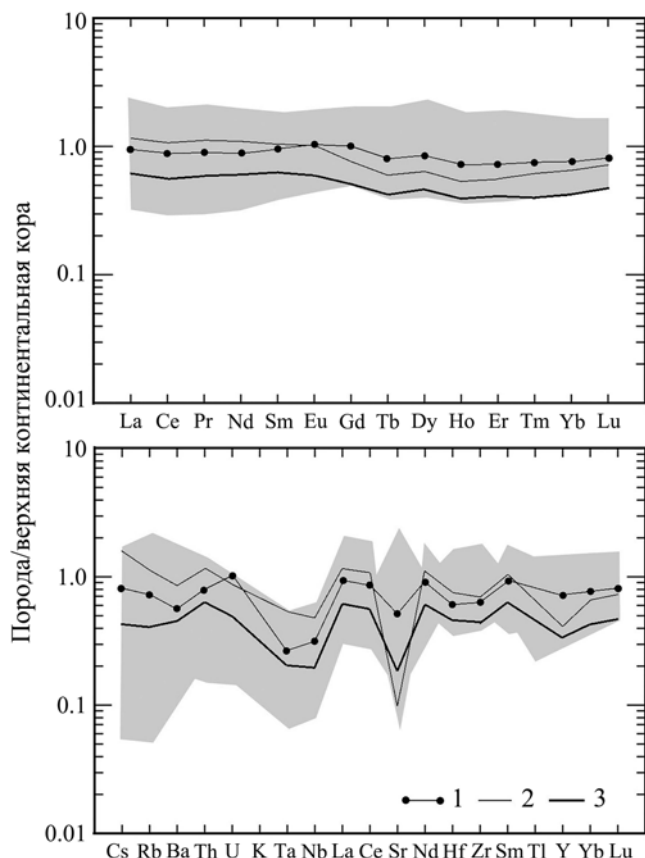 10
1.0
0.1
0.01
La Ce Pr Nd Sm Eu Gd Tb Dy Ho Er Tm Yb Lu
Порода/верхняя континентальная кора
10
1.0
0.1
0.01
1 2 3
Cs Rb Ba Th U K Ta Nb La Ce Sr Nd Hf Zr Sm Tl Y Yb Lu